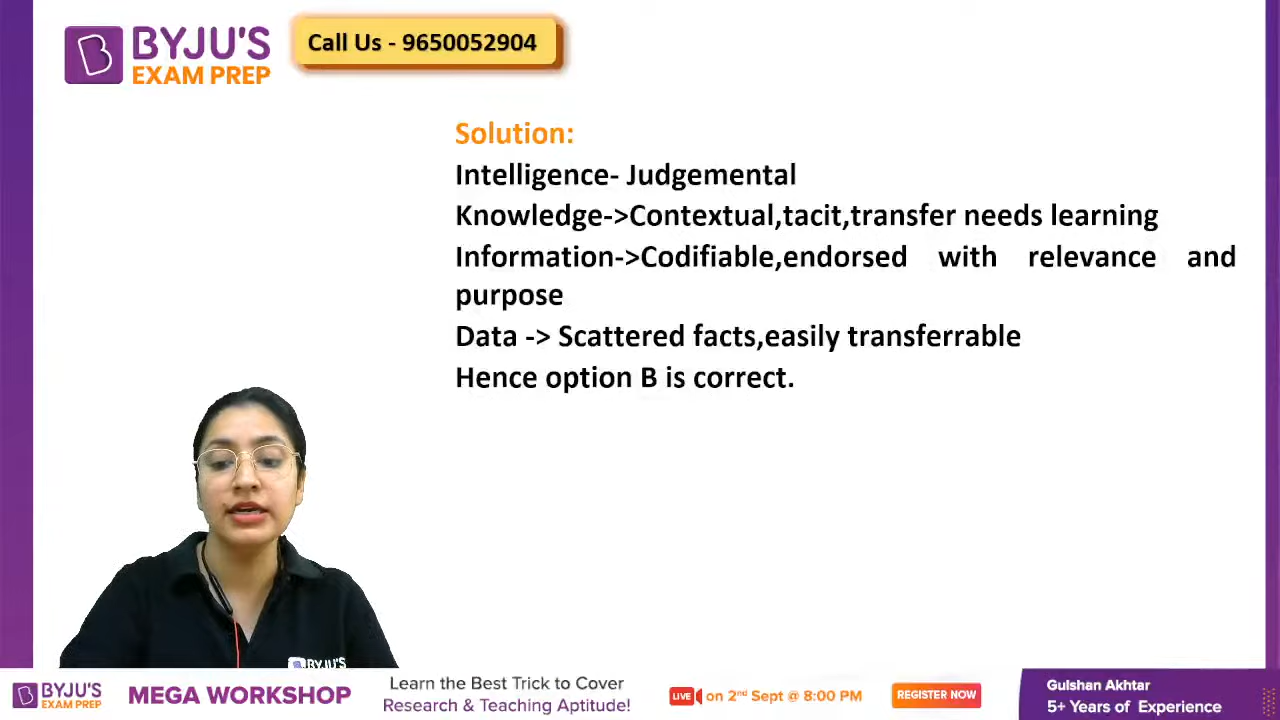 BYJU'S
EXAM PREP
Call Us - 9650052904
Solution:
Intelligence- Judgemental
Knowledge->Contextual,tacit,transfer needs learning
Information->Codifiable,endorsed with relevance and
purpose
Data -> Scattered facts,easily transferrable
Hence option B is correct.
BYJU'S
BYJU'S
EXAM PREP
MEGA WORKSHOP
Learn the Best Trick to Cover
Research & Teaching Aptitude!
LIVE on 2nd Sept @ 8:00 PM
REGISTER NOW
Gulshan Akhtar
5+ Years of Experience